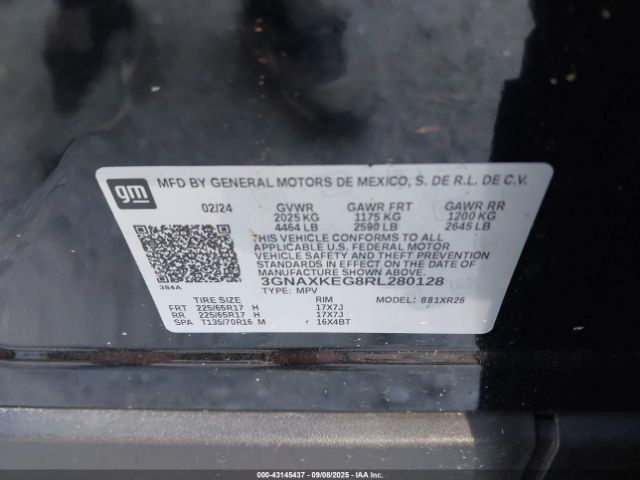 gm
MFD BY GENERAL MOTORS DE MEXICO, S. DE R.L. DE C.V.
02/24 GVWR GAWR FRT GAWR RR
2025 KG 1175 KG 1200 KG
4464 LB 2590 LB 2645 LB
THIS VEHICLE CONFORMS TO ALL
APPLICABLE U.S. FEDERAL MOTOR
VEHICLE SAFETY AND THEFT PREVENTION
STANDARDS IN EFFECT ON THE DATE OF
MANUFACTURE SHOWN ABOVE.
3GNAXKEG8RL280128
384A
TYPE: MPV MODEL: 881XR26
TIRE SIZE RIM
FRT 225/65R17 H 17X7J
RR 225/65R17 H 17X7J
SPA T135/70R16 M 16X4BT
000-43145437 09/08/2025 IAA Holdings, LLC